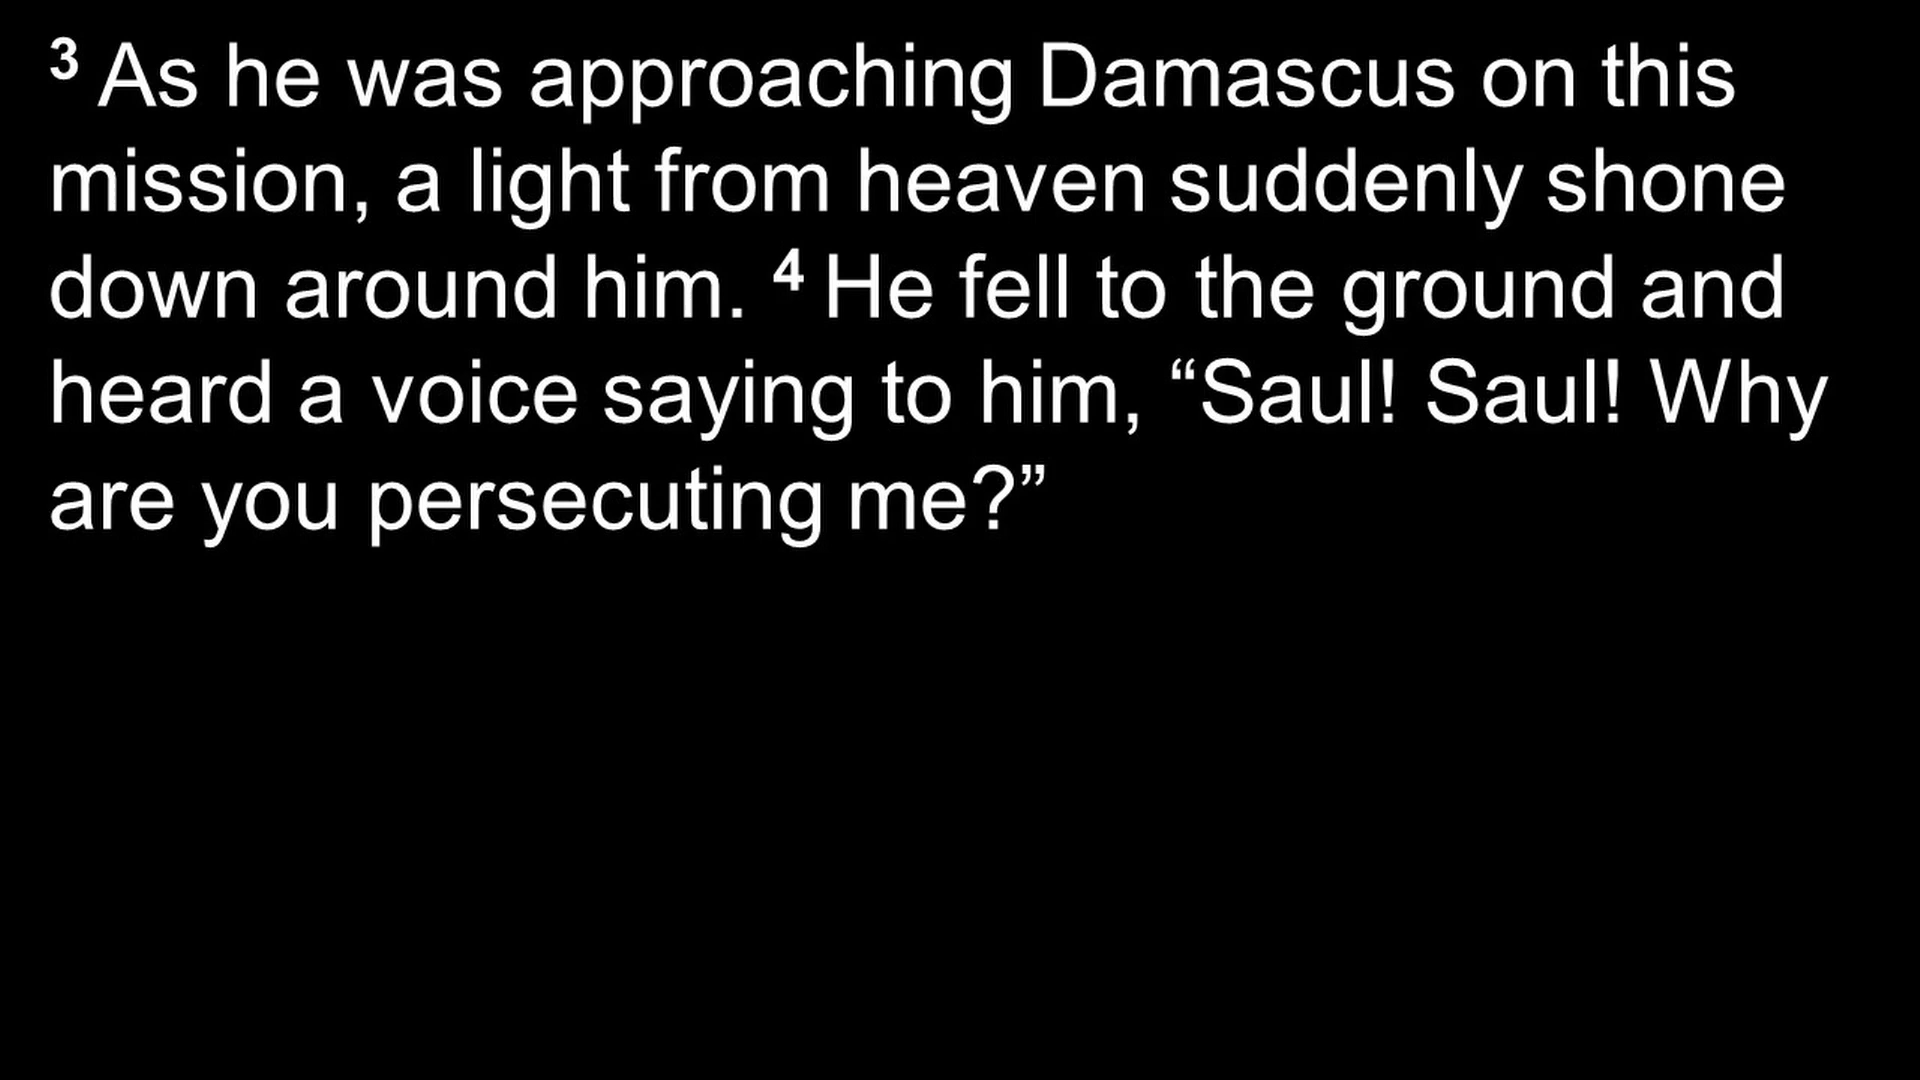 3 As he was approaching Damascus on this
mission, a light from heaven suddenly shone
down around him. 4 He fell to the ground and
heard a voice saying to him, “Saul! Saul! Why
are you persecuting me?”